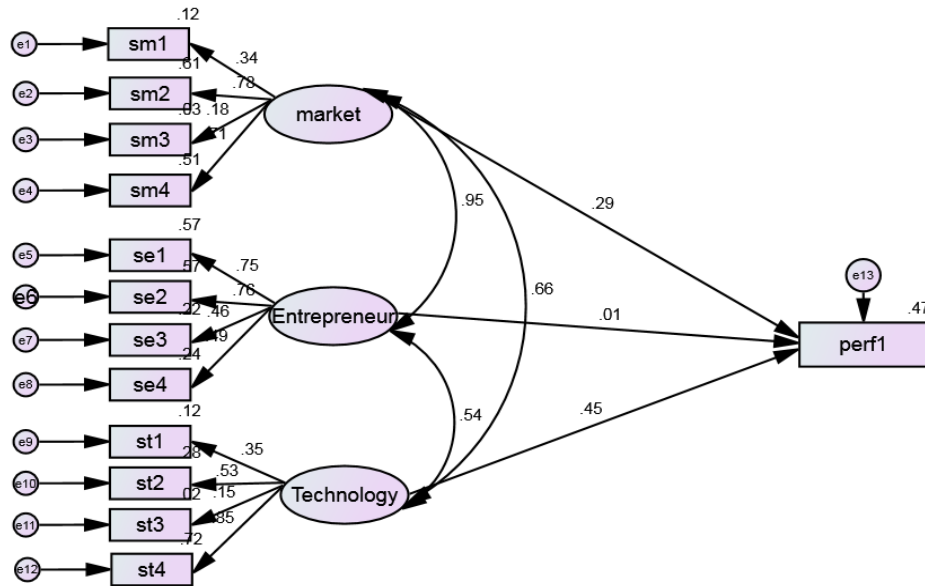 .12
e1
sm1
.34
.61
e2
sm2
.78
.03
.18
e3
sm3
.71
.51
e4
sm4
market
.95
.29
.66
.57
e5
se1
.75
.57
e6
se2
.76
.22
.46
e7
se3
.49
.24
e8
se4
Entrepreneur
.01
e13
.47
perf1
.54
.45
.12
e9
st1
.35
.28
e10
st2
.53
.02
.15
e11
st3
.85
.72
e12
st4
Technology